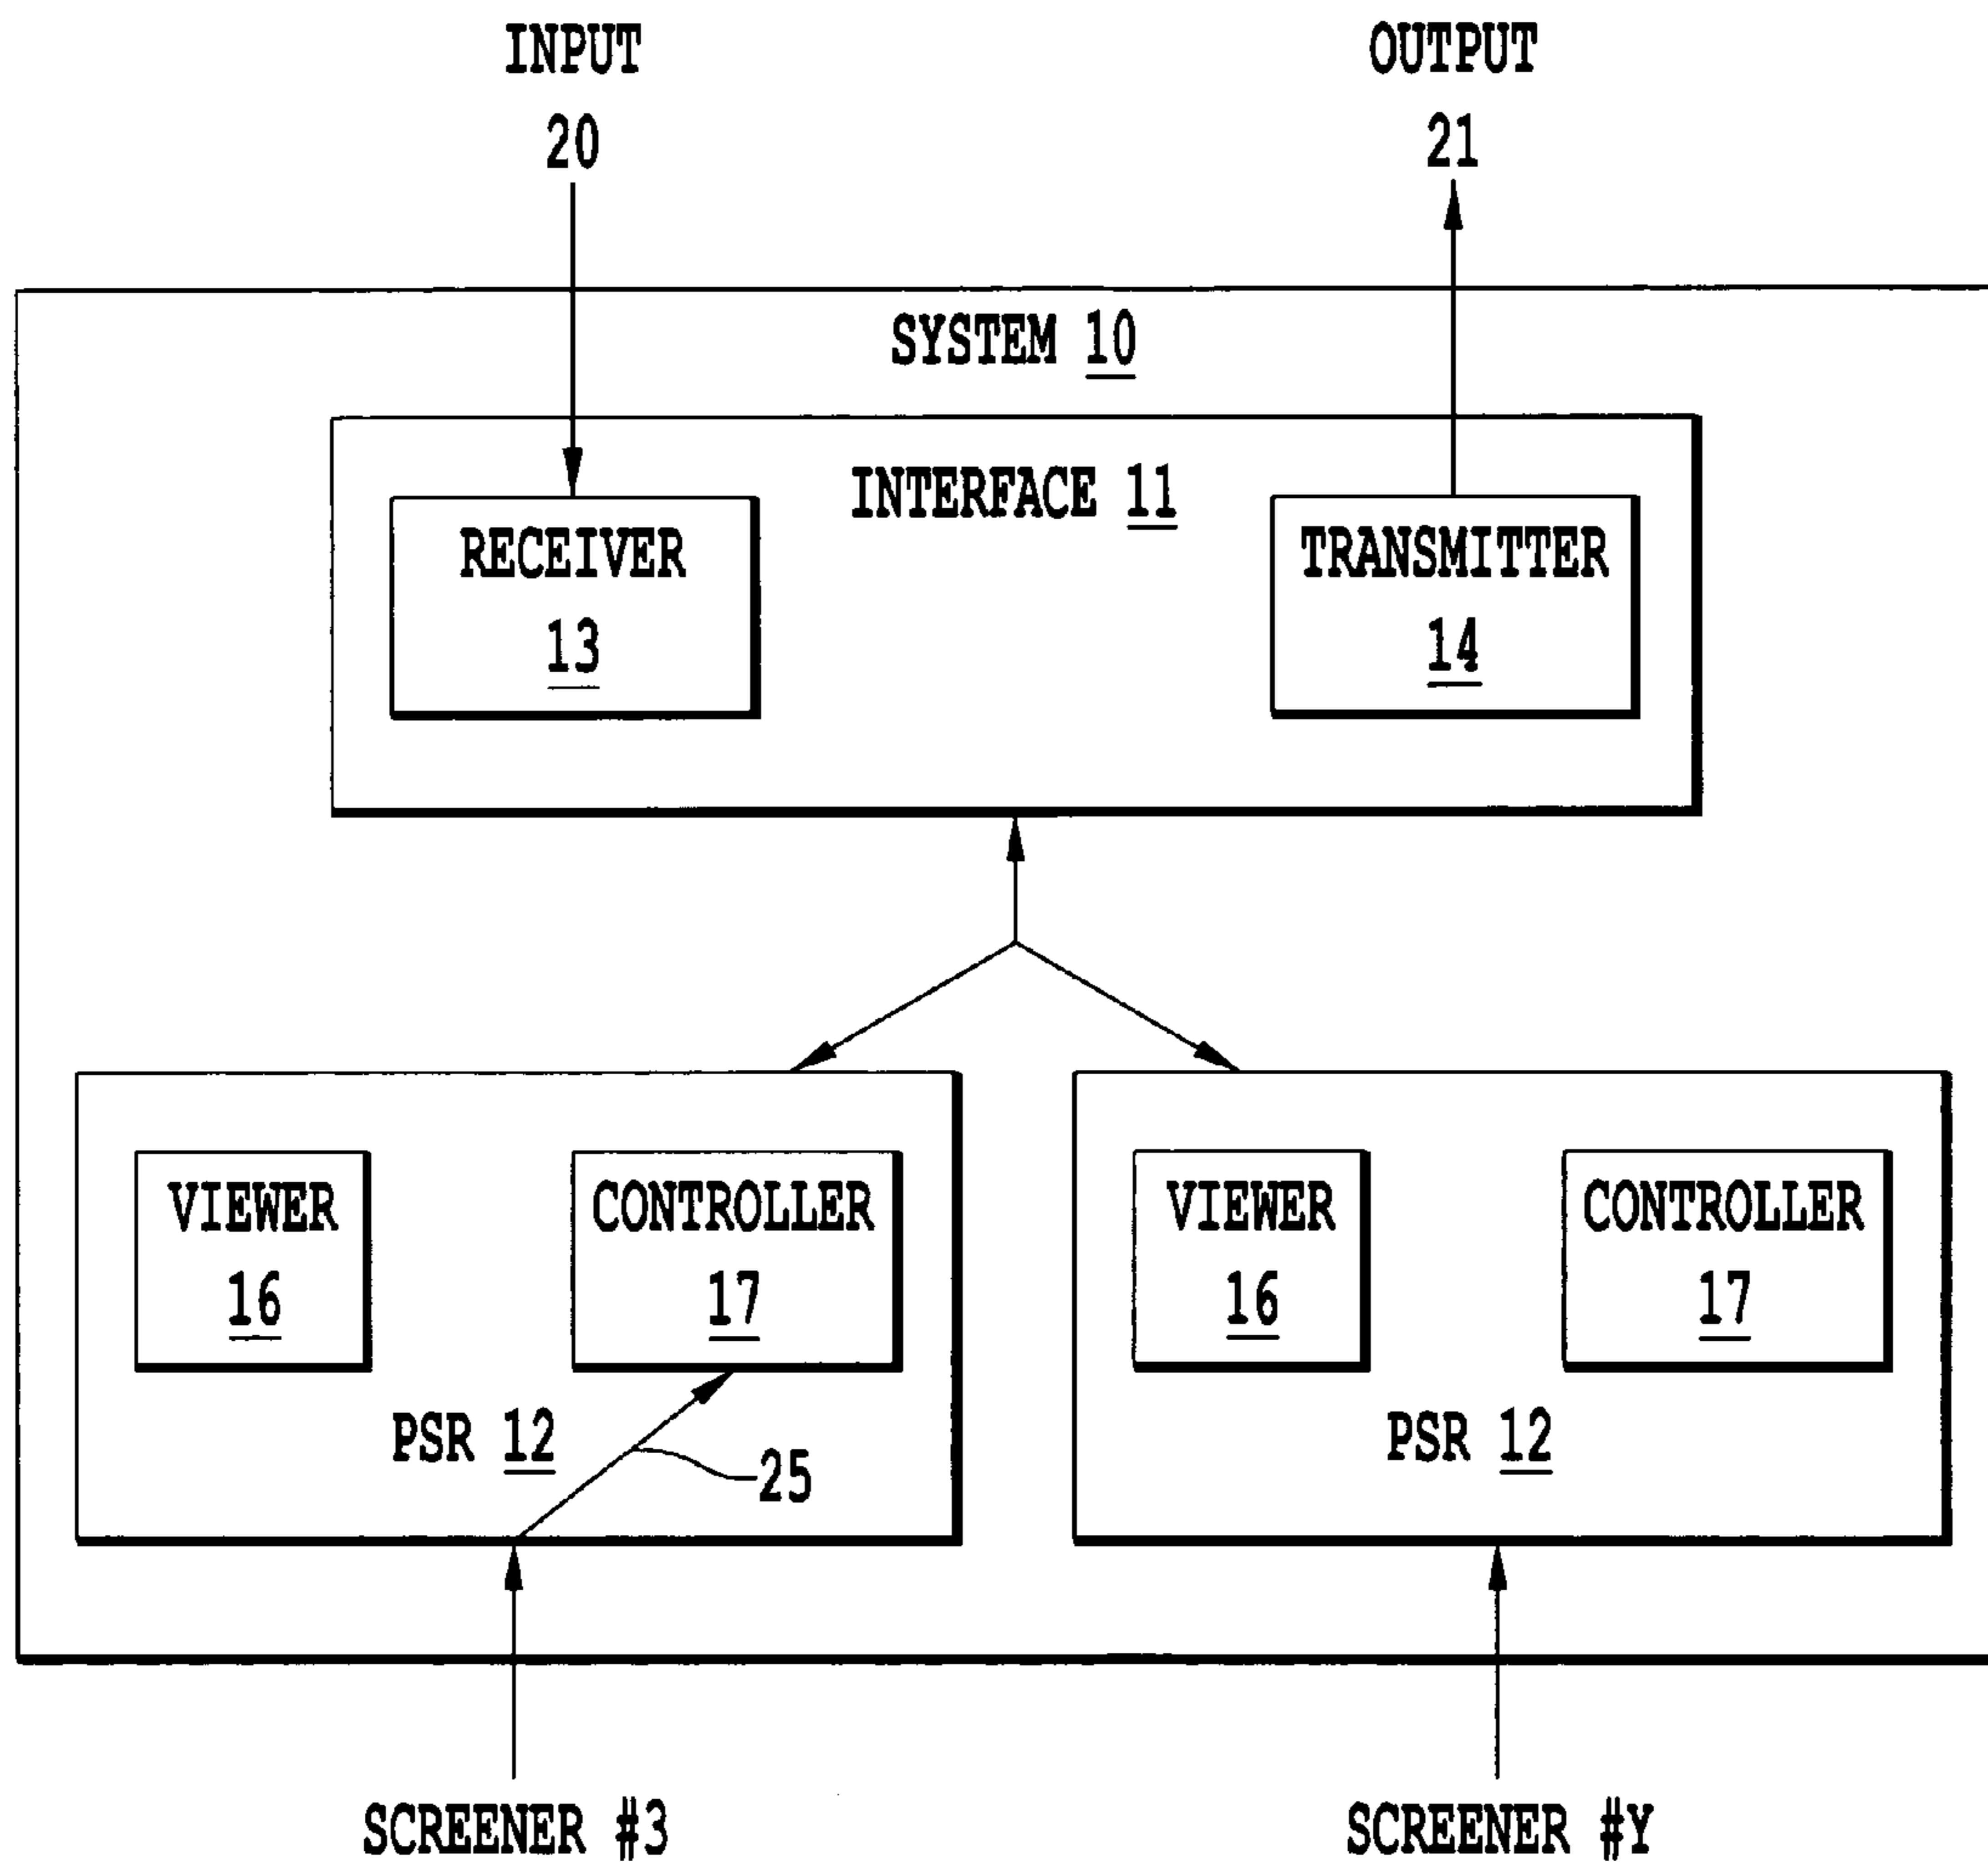 INPUT
20
OUTPUT
21
SYSTEM 10
INTERFACE 11
RECEIVER
13
TRANSMITTER
14
VIEWER
16
CONTROLLER
17
PSR 12
25
VIEWER
16
CONTROLLER
17
PSR 12
SCREENER #3
SCREENER #Y